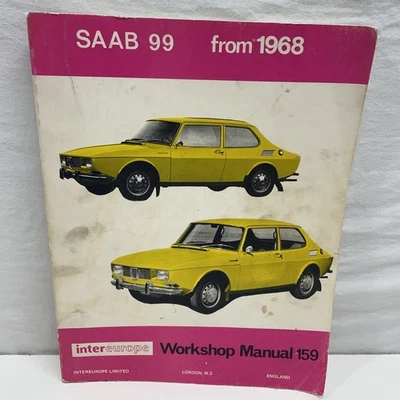 SAAB 99 from 1968
intereurope Workshop Manual 159
INTEREUROPE LIMITED LONDON, W.3 ENGLAND